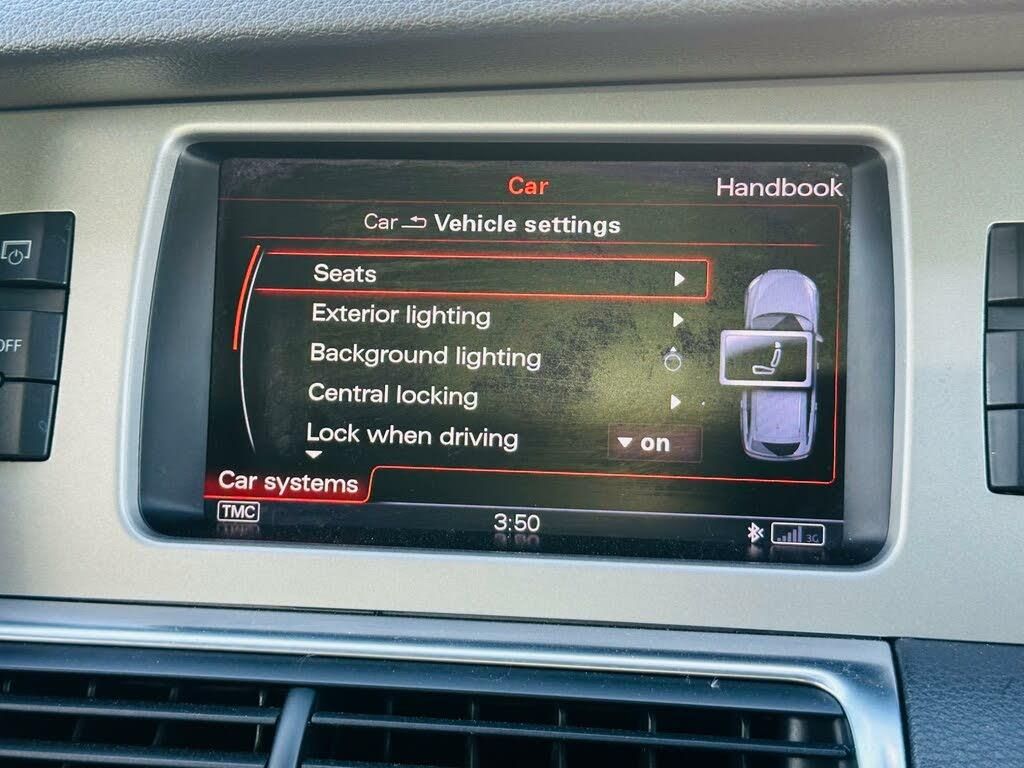 Car
Handbook
Car Vehicle settings
Seats
Exterior lighting
Background lighting
Central locking
Lock when driving
on
OFF
Car systems
TMC
3:50
3G